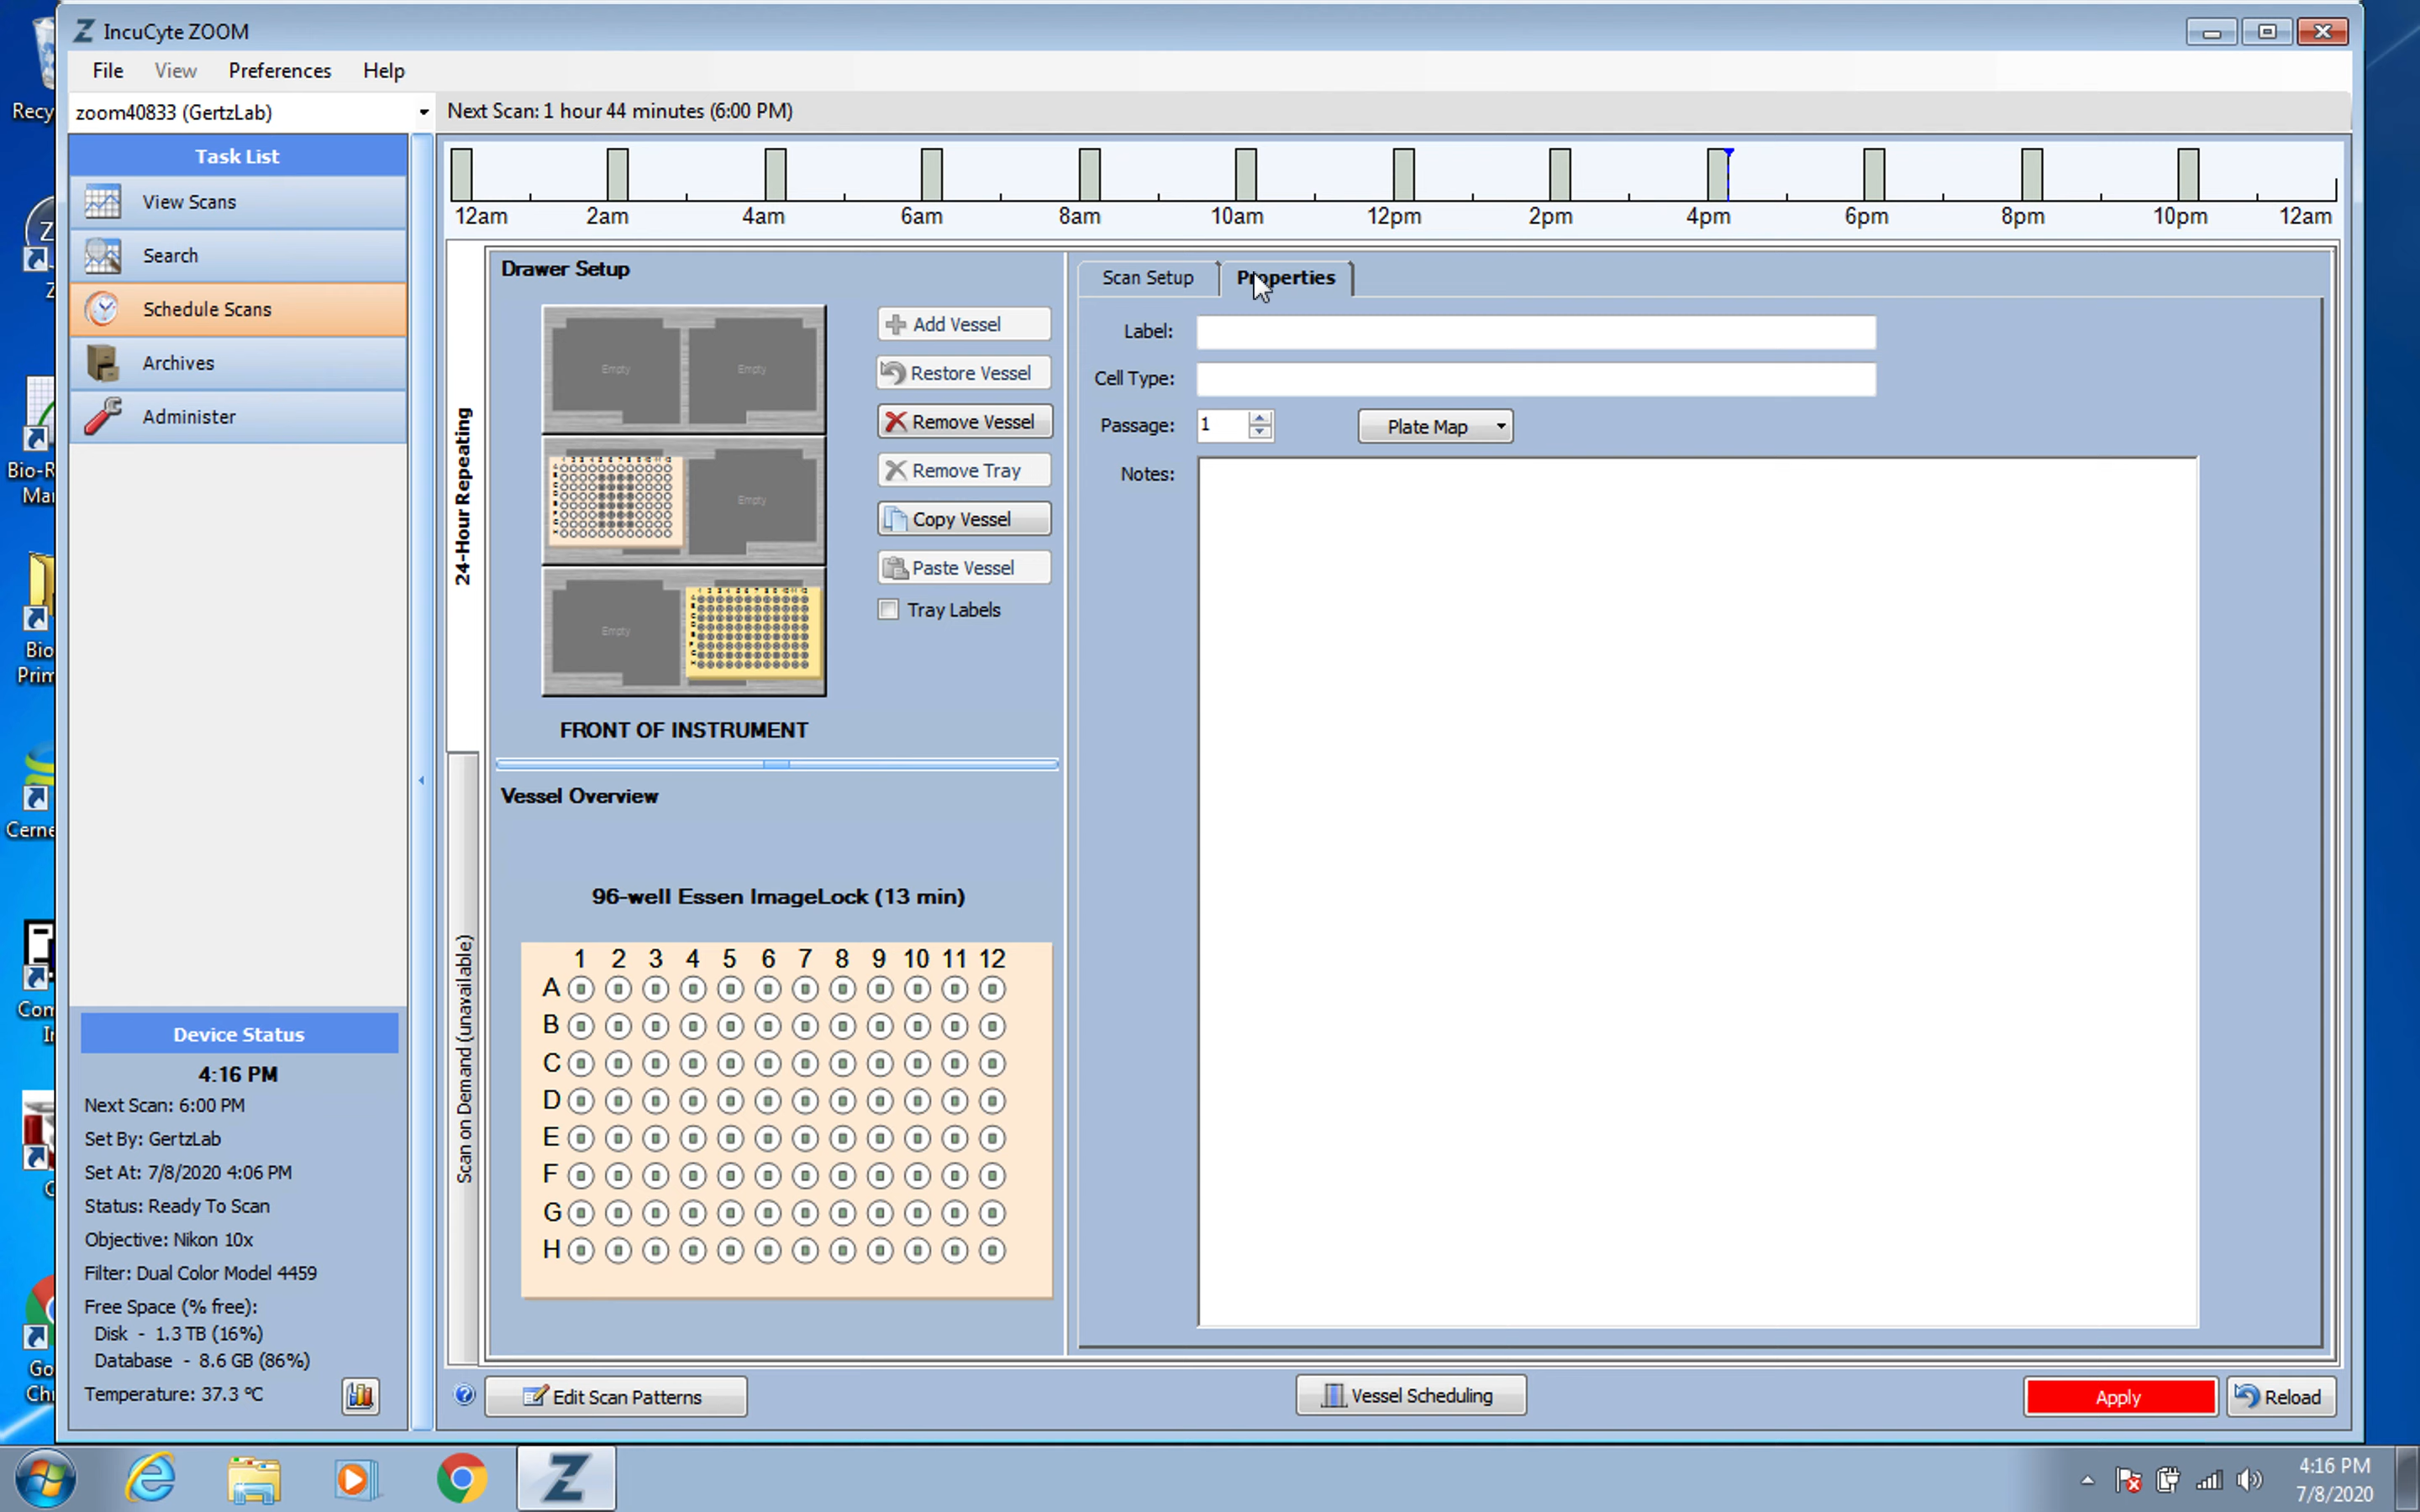 IncuCyte ZOOM
File View Preferences Help
zoom40833 (GertzLab) Next Scan: 1 hour 44 minutes (6:00 PM)
Task List
View Scans
Search
Schedule Scans
Archives
Administer
12am 2am 4am 6am 8am 10am 12pm 2pm 4pm 6pm 8pm 10pm 12am
24-Hour Repeating
Scan on Demand (unavailable)
Drawer Setup
Empty Empty
Empty
Empty
FRONT OF INSTRUMENT
Add Vessel
Restore Vessel
Remove Vessel
Remove Tray
Copy Vessel
Paste Vessel
Tray Labels
Vessel Overview
96-well Essen ImageLock (13 min)
1 2 3 4 5 6 7 8 9 10 11 12
A
B
C
D
E
F
G
H
Scan Setup Properties
Label:
Cell Type:
Passage: 1 Plate Map
Notes:
Device Status
4:16 PM
Next Scan: 6:00 PM
Set By: GertzLab
Set At: 7/8/2020 4:06 PM
Status: Ready To Scan
Objective: Nikon 10x
Filter: Dual Color Model 4459
Free Space (% free):
Disk - 1.3 TB (16%)
Database - 8.6 GB (86%)
Temperature: 37.3 ºC
Edit Scan Patterns Vessel Scheduling Apply Reload
Recy
Z
Bio-R
Mar
Bio
Prim
Cerne
Com
Go
Chr
4:16 PM
7/8/2020